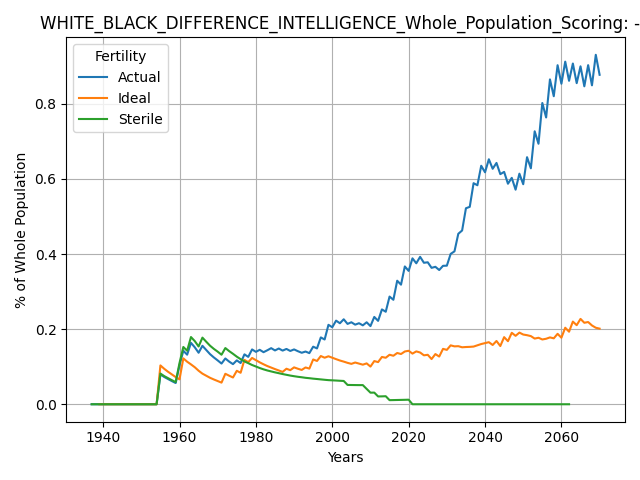 WHITE_BLACK_DIFFERENCE_INTELLIGENCE_Whole_Population_Scoring: -
Fertility
Actual
Ideal
Sterile
% of Whole Population
0.8
0.6
0.4
0.2
0.0
1940 1960 1980 2000 2020 2040 2060
Years